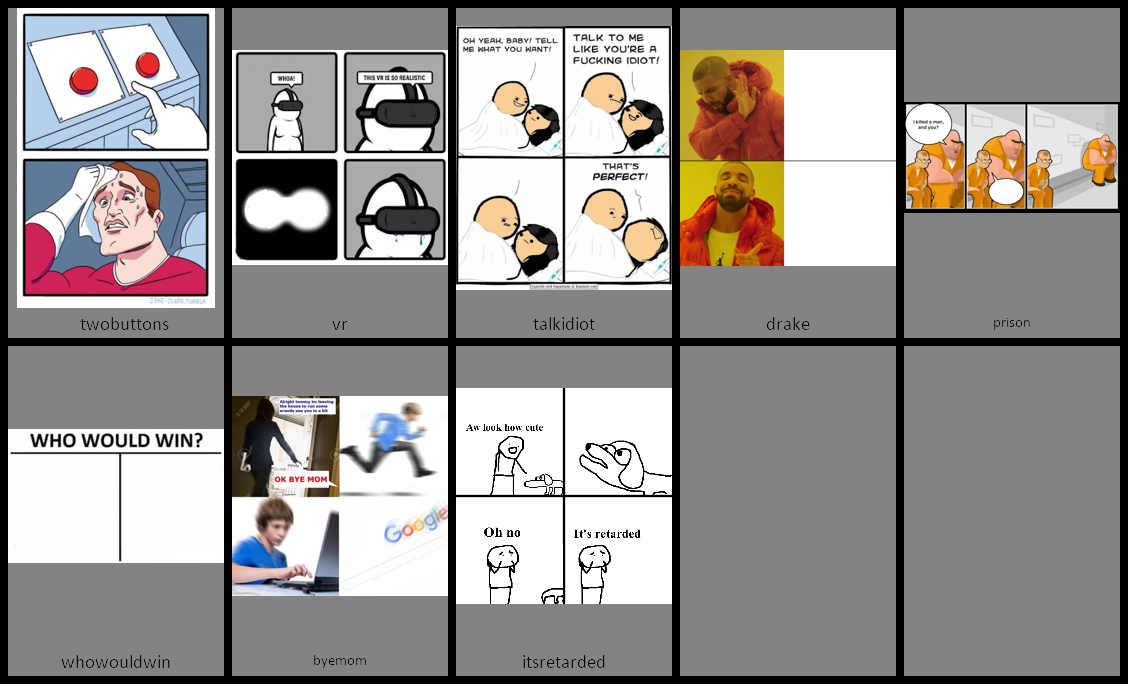 JAKE-CLARK.TUMBLR
twobuttons
WHOA!
THIS VR IS SO REALISTIC
vr
OH YEAH, BABY! TELL
ME WHAT YOU WANT!
TALK TO ME
LIKE YOU'RE A
FUCKING IDIOT!
THAT'S
PERFECT!
Cyanide and Happiness © Explosm.net
talkidiot
drake
I killed a man,
and you?
prison
WHO WOULD WIN?
whowouldwin
Alright tommy im leaving
the house to run some
erands see you in a bit
OK BYE MOM
Google
byemom
Aw look how cute
Oh no
It's retarded
itsretarded